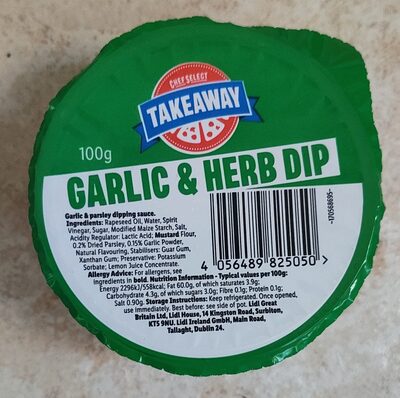 CHEF SELECT
TAKEAWAY
100g
GARLIC & HERB DIP
Garlic & parsley dipping sauce.
Ingredients: Rapeseed Oil, Water, Spirit
Vinegar, Sugar, Modified Maize Starch, Salt,
Acidity Regulator: Lactic Acid; Mustard Flour,
0.2% Dried Parsley, 0.15% Garlic Powder,
Natural Flavouring, Stabilisers: Guar Gum,
Xanthan Gum; Preservative: Potassium
Sorbate; Lemon Juice Concentrate.
Allergy Advice: For allergens, see
ingredients in bold. Nutrition Information - Typical values per 100g:
Energy 2296kJ/558kcal; Fat 60.0g, of which saturates 3.9g;
Carbohydrate 4.3g, of which sugars 3.0g; Fibre 0.1g; Protein 0.1g;
Salt 0.90g. Storage Instructions: Keep refrigerated. Once opened,
use immediately. Best before: see side of pot. Lidl Great
Britain Ltd, Lidl House, 14 Kingston Road, Surbiton,
KT5 9NU. Lidl Ireland GmbH, Main Road,
Tallaght, Dublin 24.
4 056489 825050 >
-170568695-